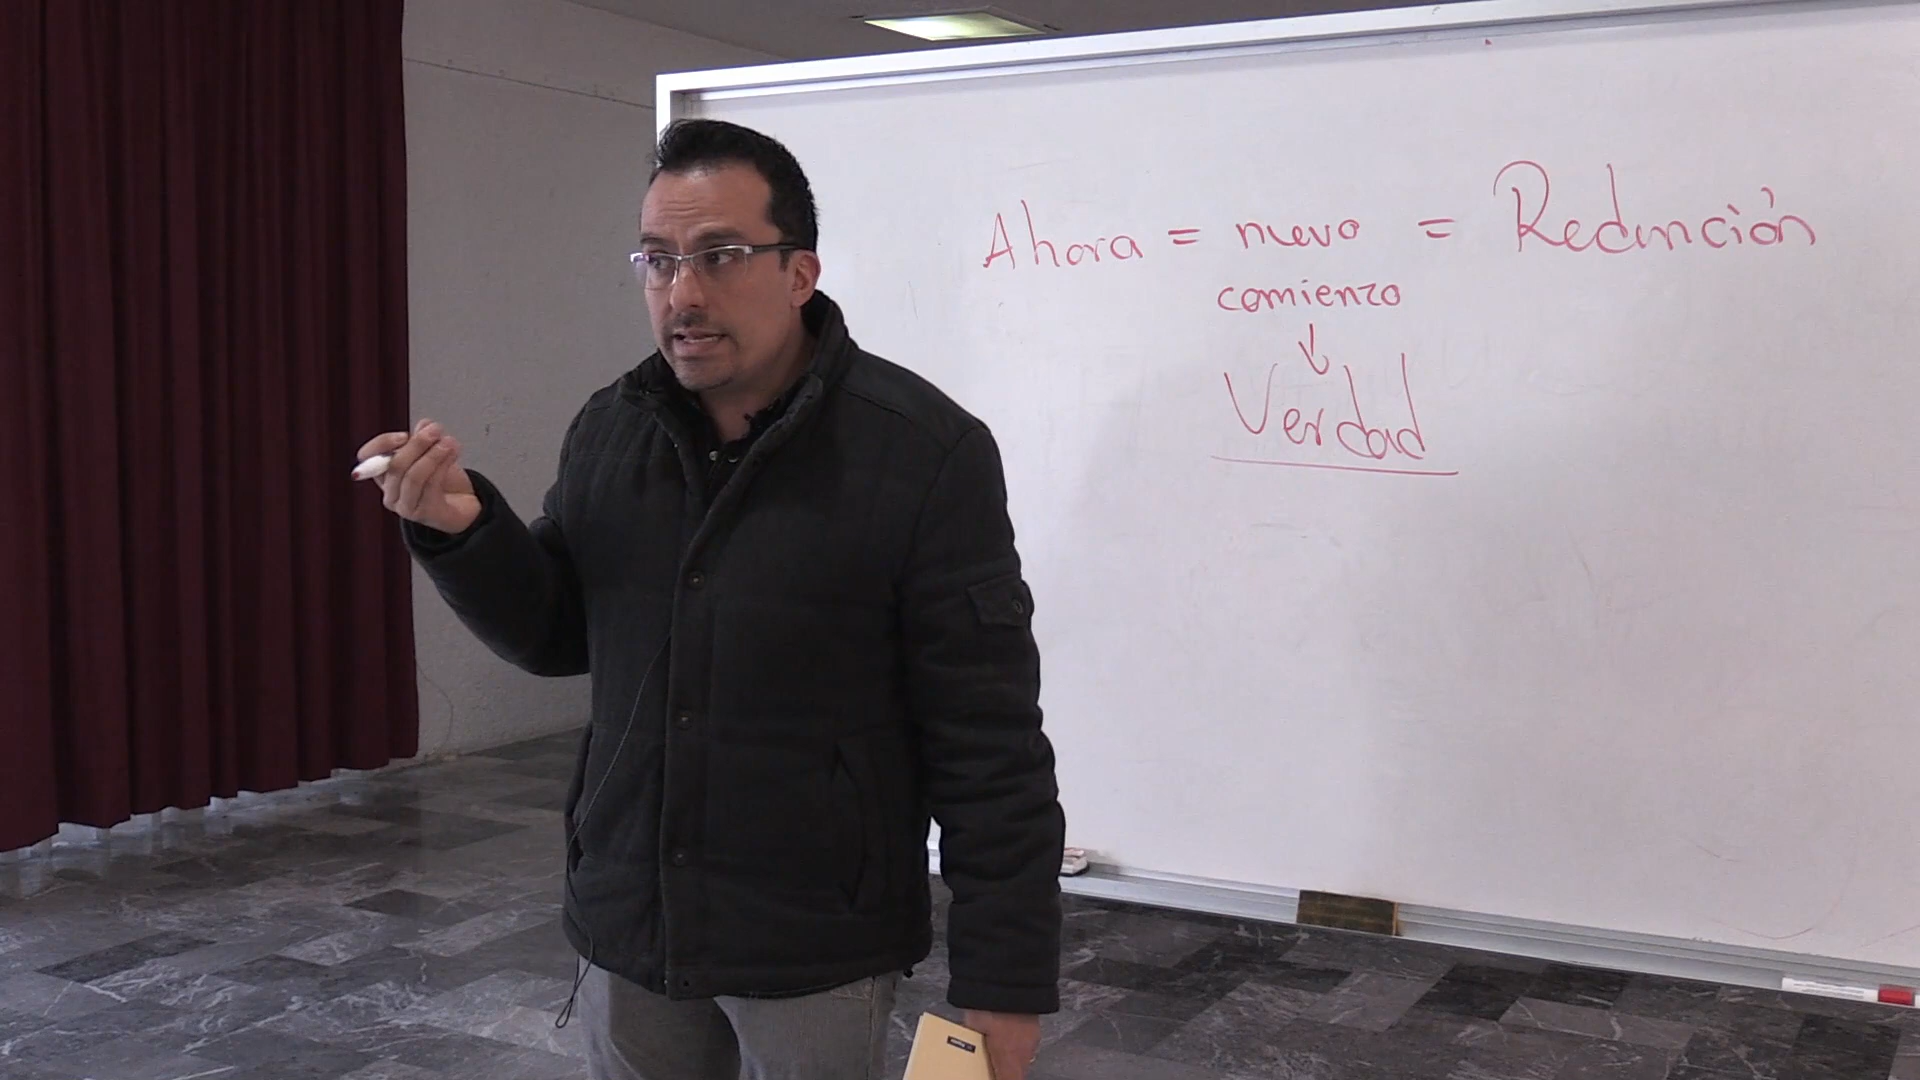 Ahora = nuevo = Redención
comienzo
↓
Verdad